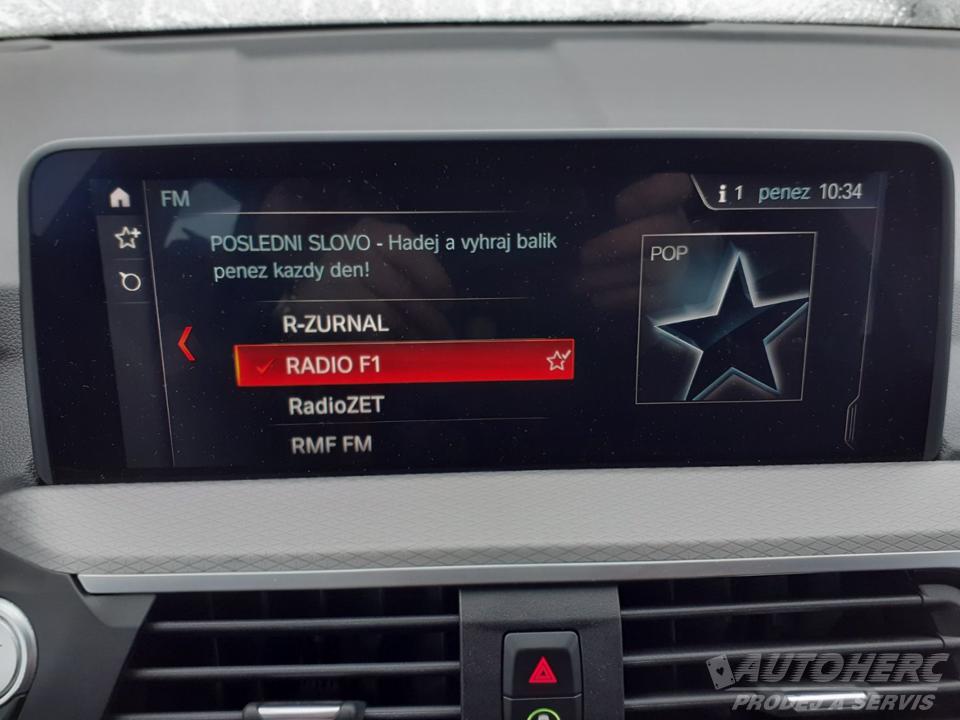 FM
1 penez 10:34
POSLEDNI SLOVO - Hadej a vyhraj balik
penez kazdy den!
POP
R-ZURNAL
RADIO F1
RadioZET
RMF FM
AUTOHERC
PRODEJ A SERVIS